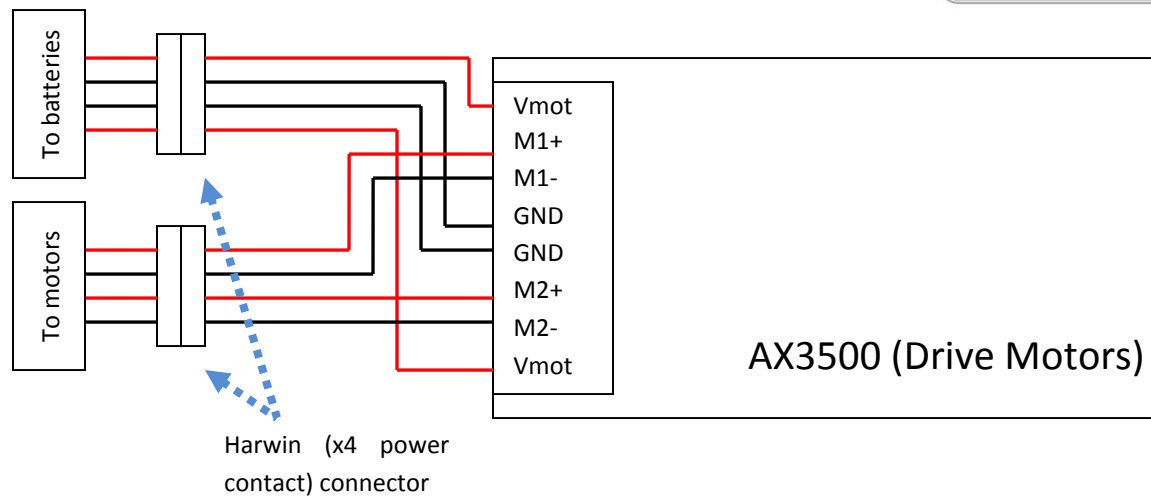 To batteries
To motors
Vmot
M1+
M1-
GND
GND
M2+
M2-
Vmot
AX3500 (Drive Motors)
Harwin (x4 power
contact) connector